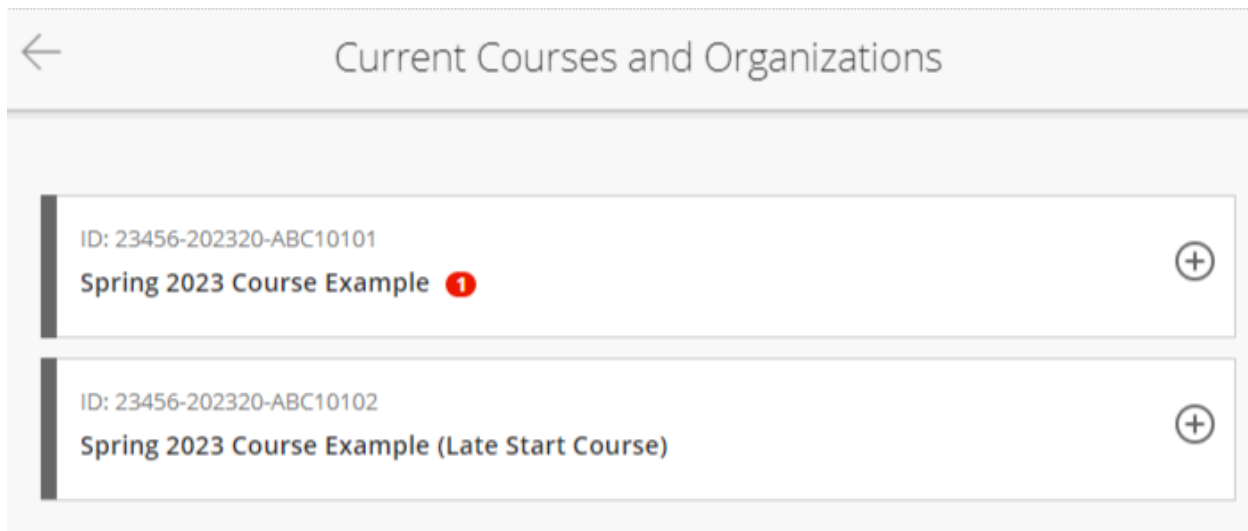 Current Courses and Organizations
ID: 23456-202320-ABC10101
Spring 2023 Course Example 1
ID: 23456-202320-ABC10102
Spring 2023 Course Example (Late Start Course)